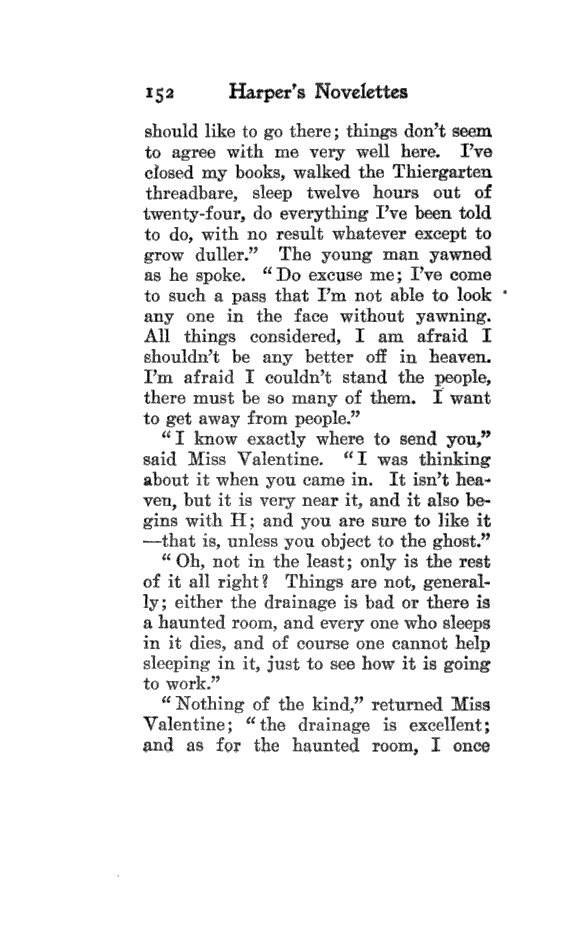 152 Harper's Novelettes
should like to go there; things don't seem
to agree with me very well here. I've
closed my books, walked the Thiergarten
threadbare, sleep twelve hours out of
twenty-four, do everything I've been told
to do, with no result whatever except to
grow duller." The young man yawned
as he spoke. "Do excuse me; I've come
to such a pass that I'm not able to look
any one in the face without yawning.
All things considered, I am afraid I
shouldn't be any better off in heaven.
I'm afraid I couldn't stand the people,
there must be so many of them. I want
to get away from people."
"I know exactly where to send you,"
said Miss Valentine. "I was thinking
about it when you came in. It isn't hea-
ven, but it is very near it, and it also be-
gins with H; and you are sure to like it
—that is, unless you object to the ghost."
"Oh, not in the least; only is the rest
of it all right? Things are not, general-
ly; either the drainage is bad or there is
a haunted room, and every one who sleeps
in it dies, and of course one cannot help
sleeping in it, just to see how it is going
to work."
"Nothing of the kind," returned Miss
Valentine; "the drainage is excellent;
and as for the haunted room, I once